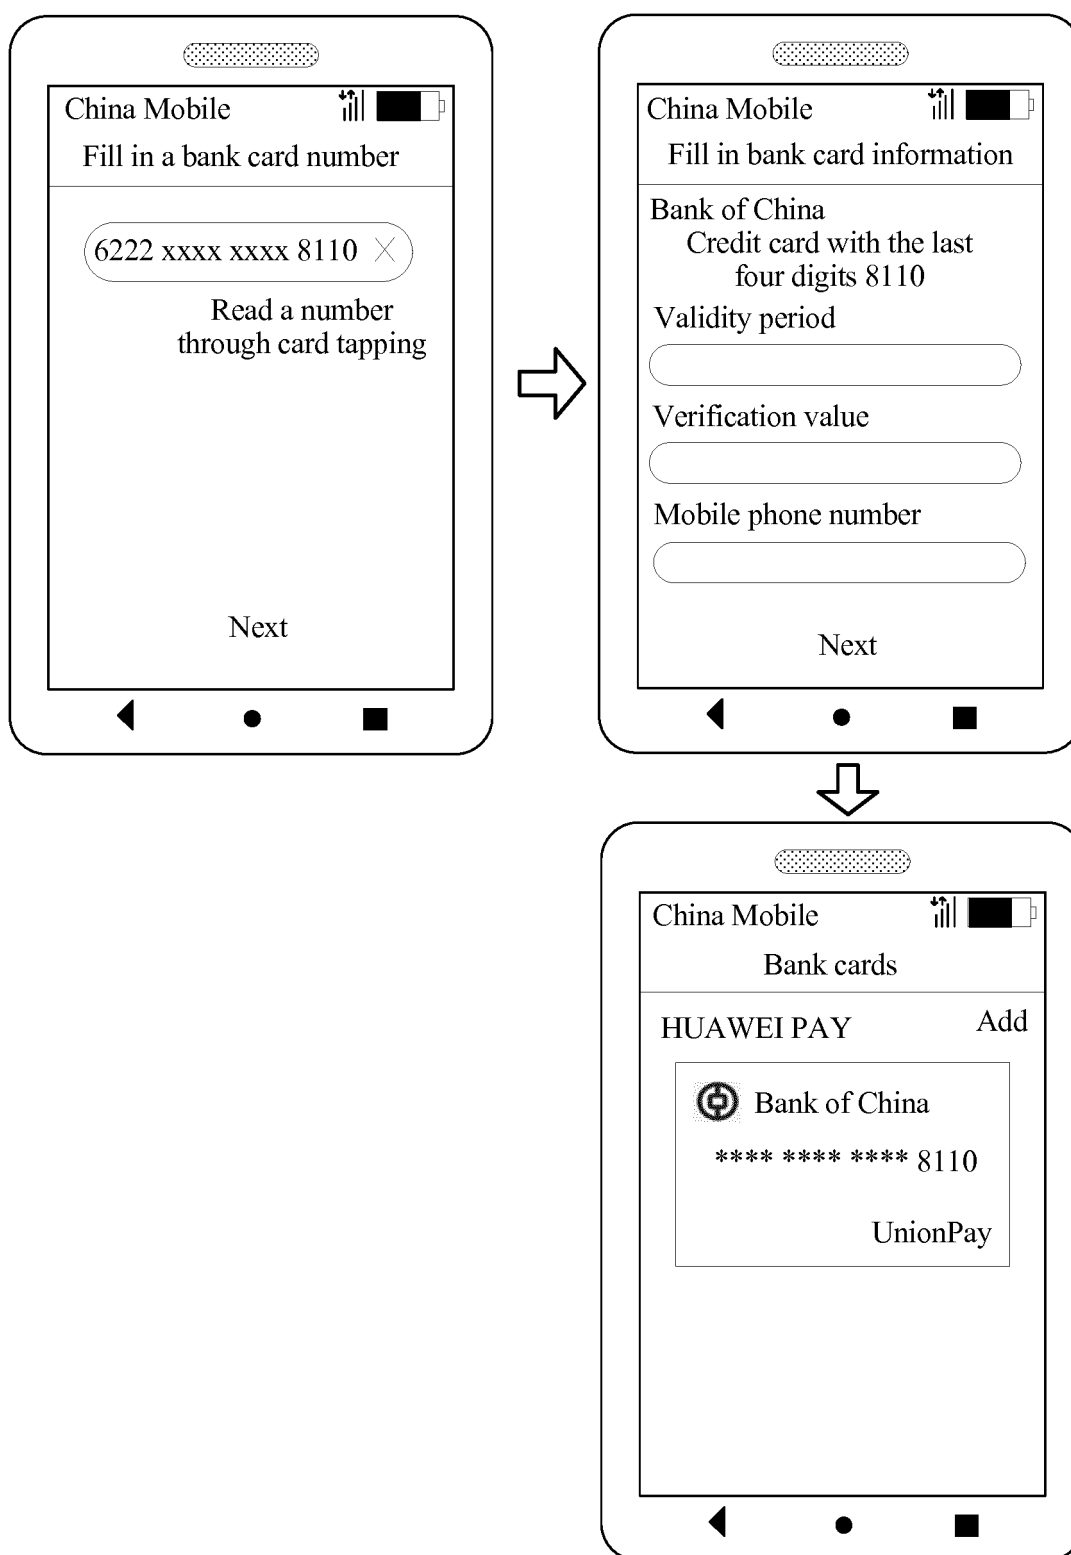 China Mobile
Fill in a bank card number
6222 xxxx xxxx 8110
Read a number
through card tapping
Next
China Mobile
Fill in bank card information
Bank of China
Credit card with the last
four digits 8110
Validity period
Verification value
Mobile phone number
Next
China Mobile
Bank cards
HUAWEI PAY Add
Bank of China
**** **** **** 8110
UnionPay